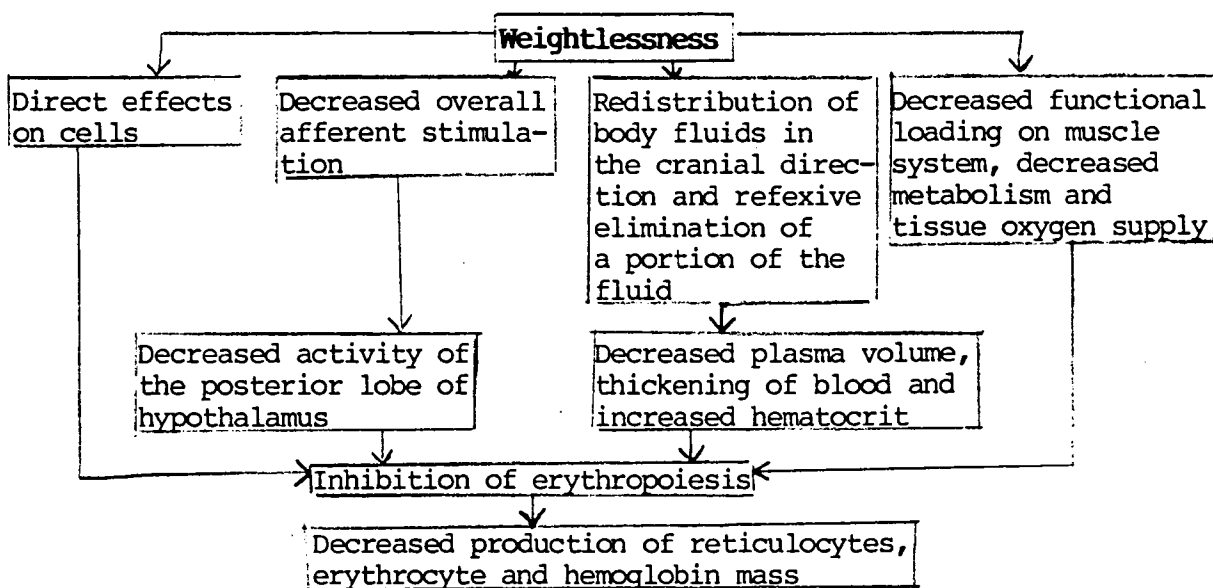 Weightlessness
Direct effects
on cells
Decreased overall
afferent stimula-
tion
Redistribution of
body fluids in
the cranial direc-
tion and refexive
elimination of
a portion of the
fluid
Decreased functional
loading on muscle
system, decreased
metabolism and
tissue oxygen supply
Decreased activity of
the posterior lobe of
hypothalamus
Decreased plasma volume,
thickening of blood and
increased hematocrit
Inhibition of erythropoiesis
Decreased production of reticulocytes,
erythrocyte and hemoglobin mass